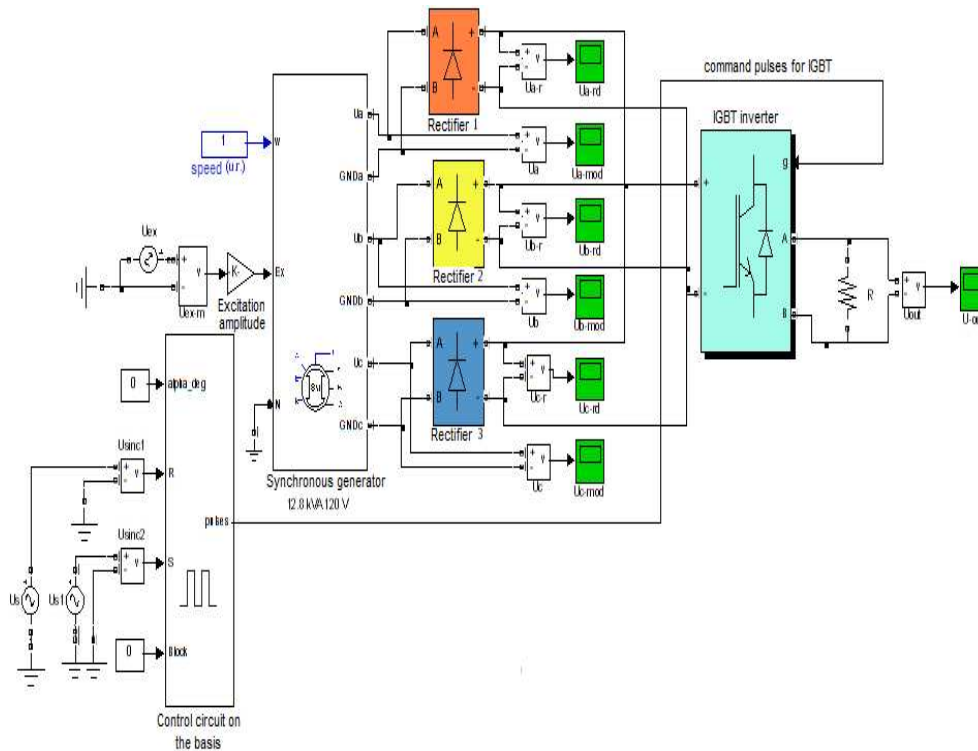 A
+
B
-
Rectifier 1
+
-
v
Ua-r
Ua-rd
command pulses for IGBT
IGBT inverter
1
speed (u.r.)
w
Ua
GNDa
+
-
v
Ua
Ua-mod
g
+
-
A
B
A
+
B
-
Rectifier 2
+
-
v
Ub-r
Ub-rd
Ub
GNDb
+
-
v
Ub
Ub-mod
Uex
+
-
v
Uex-m
K-
Excitation
amplitude
Ex
R
+
-
v
Uout
A
+
B
-
Rectifier 3
+
-
v
Uc-r
Uc-rd
Uc
GNDc
N
+
-
v
Uc
Uc-mod
Synchronous generator
12.8 kVA 120 V
0
alpha_deg
Usinc1
+
-
v
R
pulses
Usinc2
+
-
v
S
Us
Us1
0
Block
Control circuit on
the basis